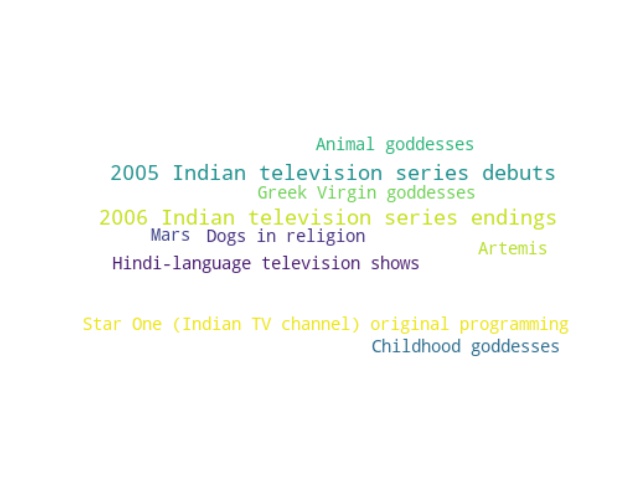 Animal goddesses
2005 Indian television series debuts
Greek Virgin goddesses
2006 Indian television series endings
Mars Dogs in religion
Artemis
Hindi-language television shows
Star One (Indian TV channel) original programming
Childhood goddesses